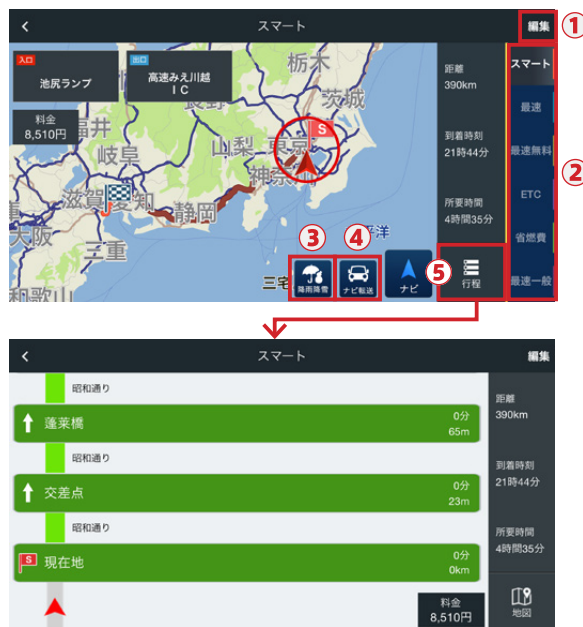 スマート
編集
①
入口
池尻ランプ
出口
高速みえ川越
ＩＣ
料金
8,510円
栃木
茨城
福井
岐阜
山梨
東京
神奈川
滋賀
愛知
静岡
大阪
三重
和歌山
三宅
洋
S
距離
390km
到着時刻
21時44分
所要時間
4時間35分
スマート
最速
最速無料
ETC
省燃費
最速一般
②
③
降雨降雪
④
ナビ転送
ナビ
⑤
行程
スマート
編集
昭和通り
蓬莱橋
0分
65m
昭和通り
交差点
0分
23m
昭和通り
S
現在地
0分
0km
料金
8,510円
距離
390km
到着時刻
21時44分
所要時間
4時間35分
地図